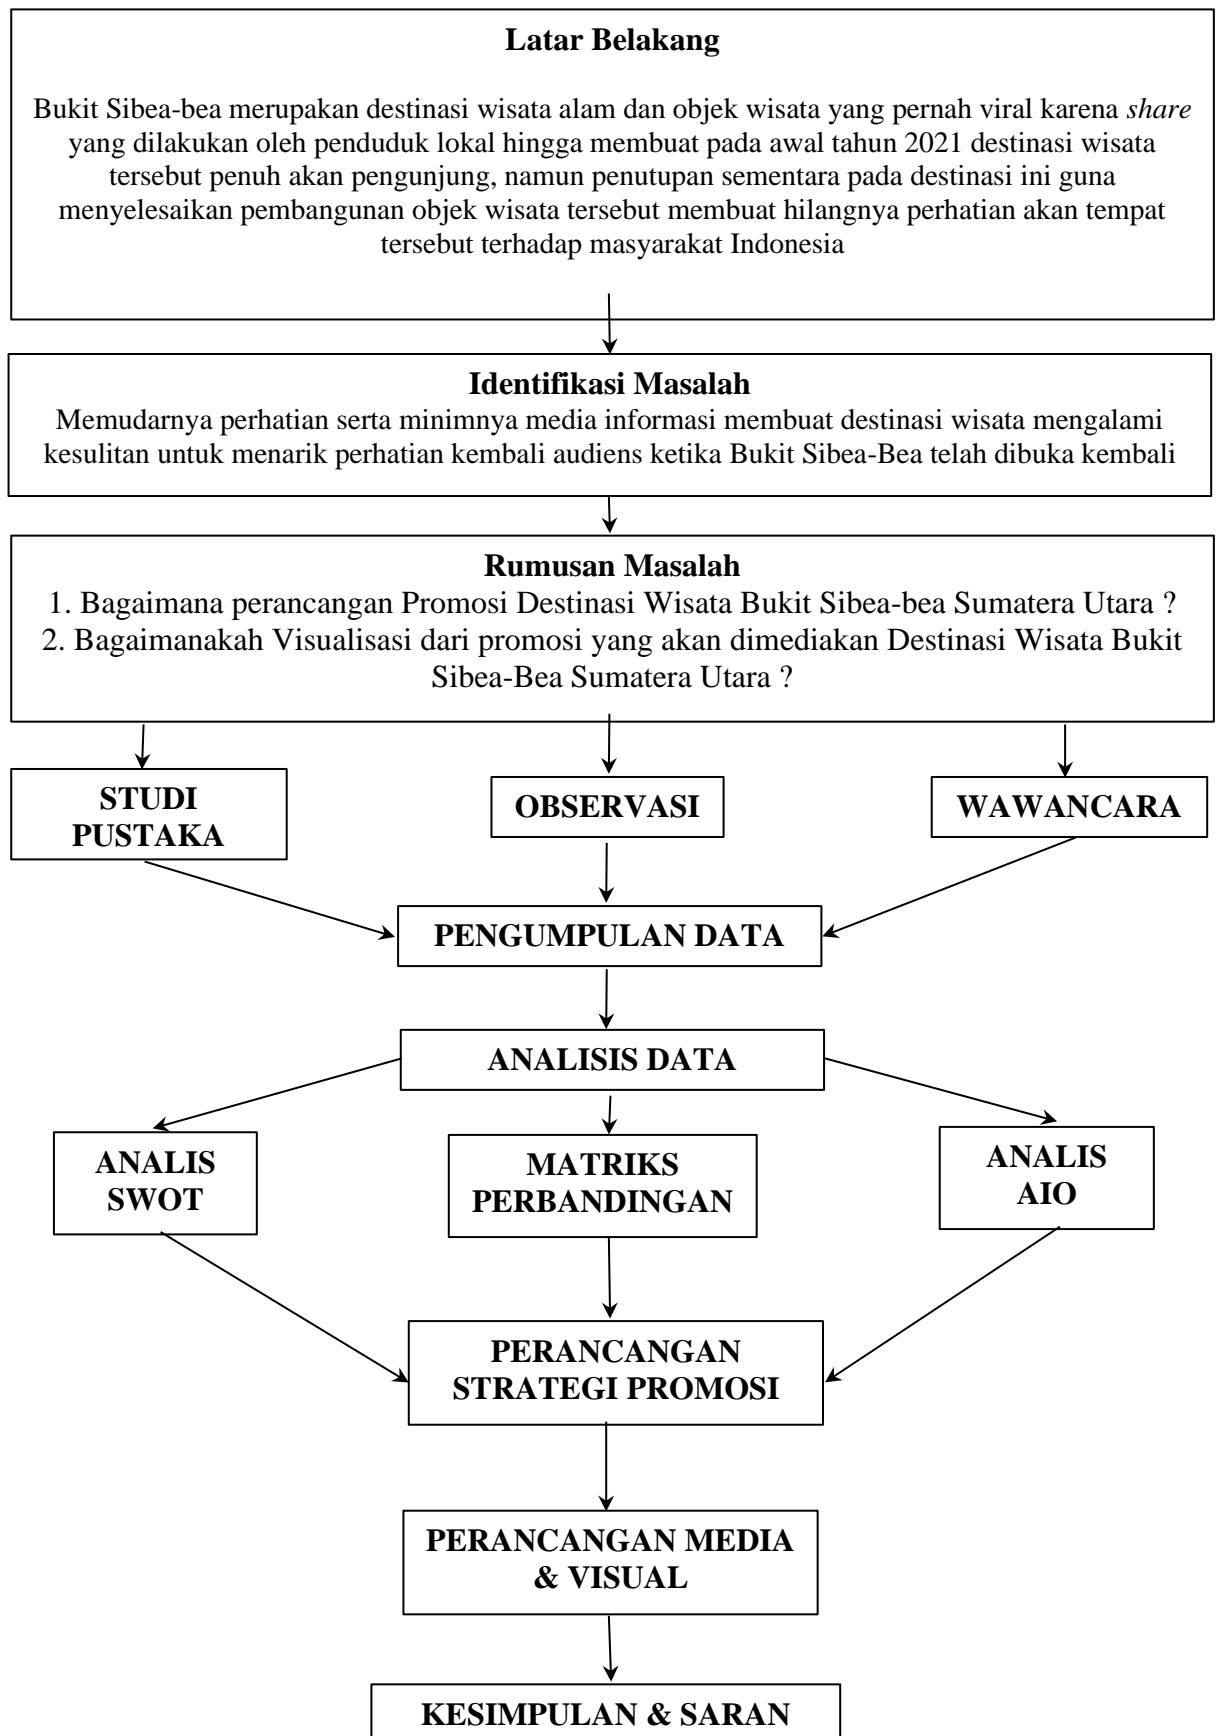 Latar Belakang
Bukit Sibea-bea merupakan destinasi wisata alam dan objek wisata yang pernah viral karena share
yang dilakukan oleh penduduk lokal hingga membuat pada awal tahun 2021 destinasi wisata
tersebut penuh akan pengunjung, namun penutupan sementara pada destinasi ini guna
menyelesaikan pembangunan objek wisata tersebut membuat hilangnya perhatian akan tempat
tersebut terhadap masyarakat Indonesia
Identifikasi Masalah
Memudarnya perhatian serta minimnya media informasi membuat destinasi wisata mengalami
kesulitan untuk menarik perhatian kembali audiens ketika Bukit Sibea-Bea telah dibuka kembali
Rumusan Masalah
1. Bagaimana perancangan Promosi Destinasi Wisata Bukit Sibea-bea Sumatera Utara ?
2. Bagaimanakah Visualisasi dari promosi yang akan dimediakan Destinasi Wisata Bukit
Sibea-Bea Sumatera Utara ?
STUDI
PUSTAKA
OBSERVASI
WAWANCARA
PENGUMPULAN DATA
ANALISIS DATA
ANALIS
SWOT
MATRIKS
PERBANDINGAN
ANALIS
AIO
PERANCANGAN
STRATEGI PROMOSI
PERANCANGAN MEDIA
& VISUAL
KESIMPULAN & SARAN